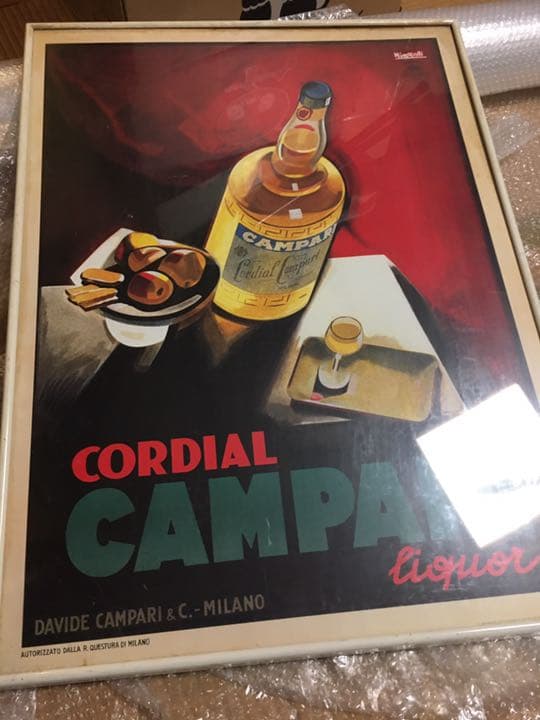 CAMPARI
Cordial Campari
CORDIAL
CAMPA
liquor
DAVIDE CAMPARI & C. - MILANO
AUTORIZZATO DALLA R. QUESTURA DI MILANO